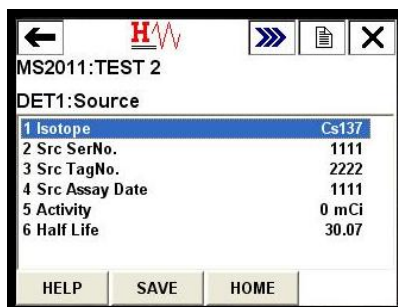 H
MS2011:TEST 2
DET1:Source
1 Isotope Cs137
2 Src SerNo. 1111
3 Src TagNo. 2222
4 Src Assay Date 1111
5 Activity 0 mCi
6 Half Life 30.07
HELP SAVE HOME